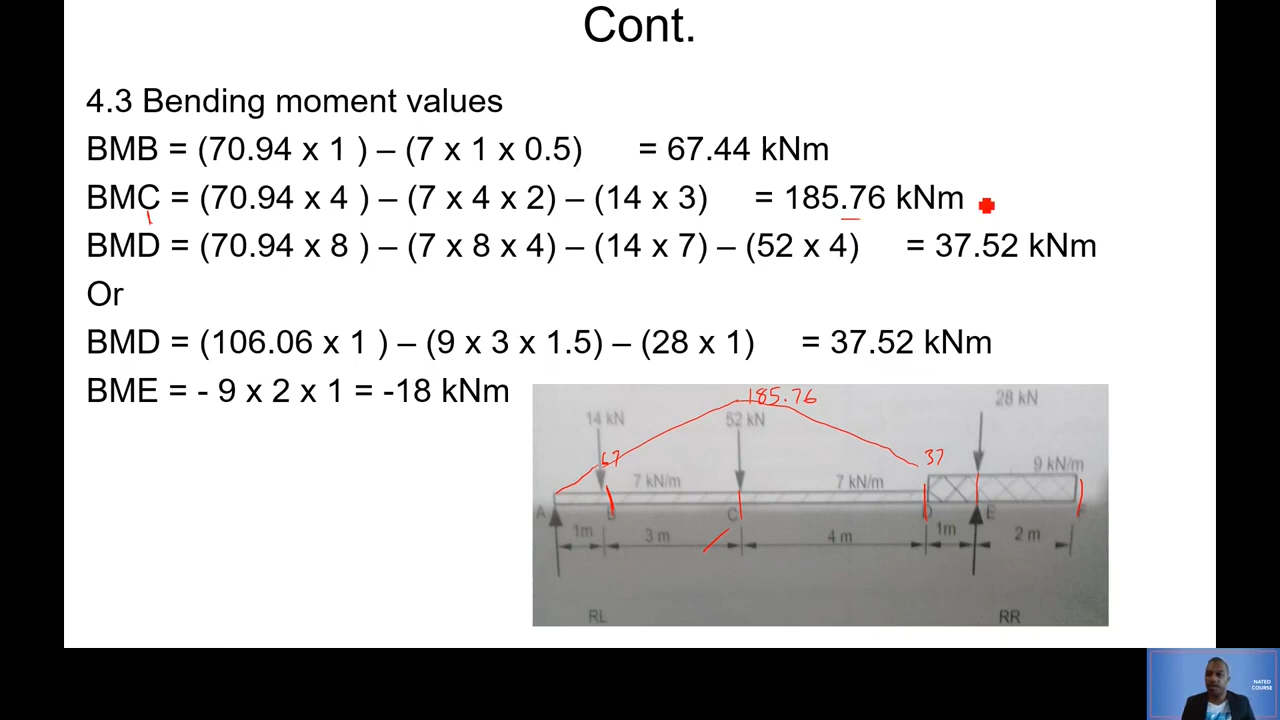 Cont.
4.3 Bending moment values
BMB = (70.94 x 1 ) – (7 x 1 x 0.5) = 67.44 kNm
BMC = (70.94 x 4 ) – (7 x 4 x 2) – (14 x 3) = 185.76 kNm
BMD = (70.94 x 8 ) – (7 x 8 x 4) – (14 x 7) – (52 x 4) = 37.52 kNm
Or
BMD = (106.06 x 1 ) – (9 x 3 x 1.5) – (28 x 1) = 37.52 kNm
BME = - 9 x 2 x 1 = -18 kNm
185.76
28 kN
14 kN 52 kN
67 37 9 kN/m
7 kN/m 7 kN/m
A B C D E
1m 3 m 4 m 1m 2 m
RL RR
NATED
COURSE